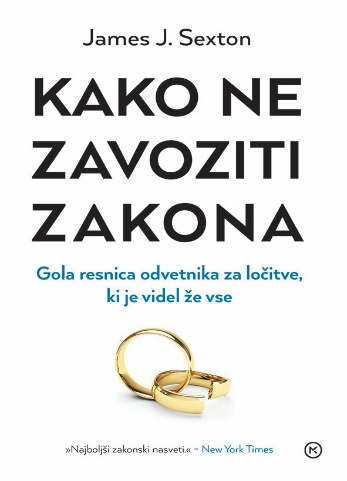 James J. Sexton
KAKO NE
ZAVOZITI
ZAKONA
Gola resnica odvetnika za ločitve,
ki je videl že vse
»Najboljši zakonski nasveti.« – New York Times